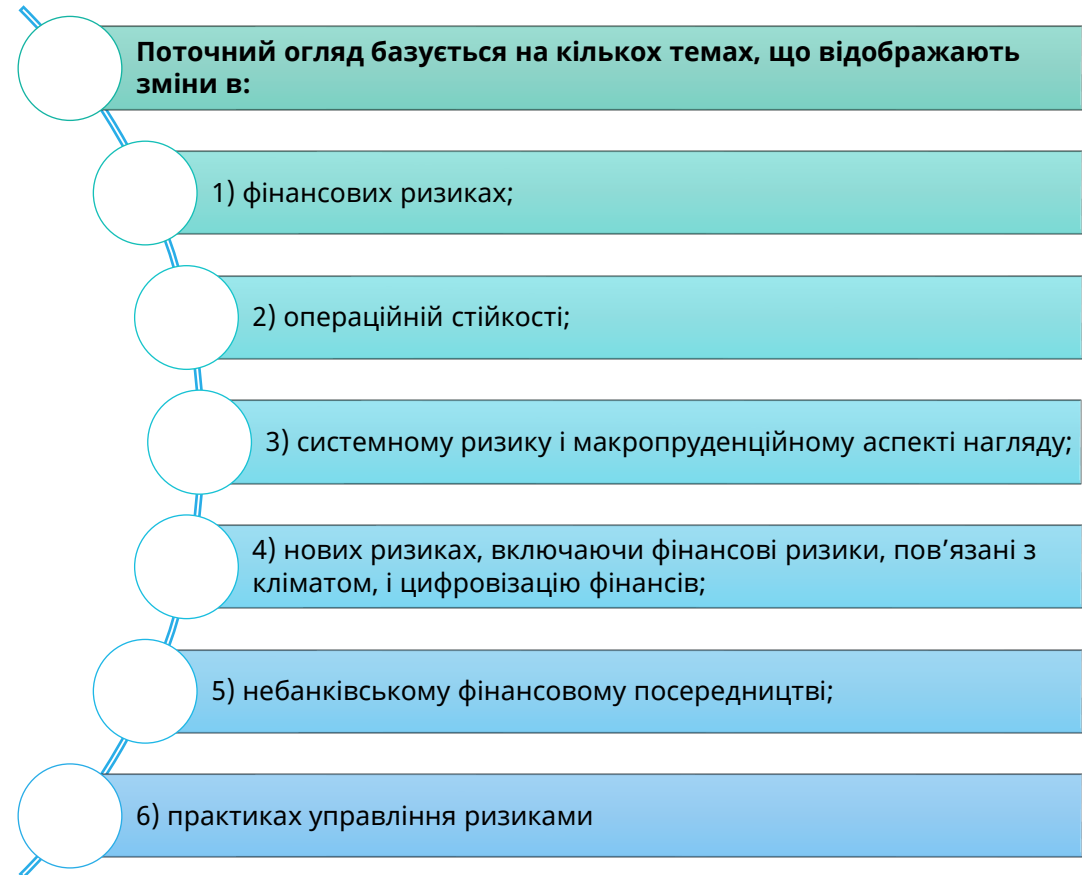 Поточний огляд базується на кількох темах, що відображають
зміни в:
1) фінансових ризиках;
2) операційній стійкості;
3) системному ризику і макропруденційному аспекті нагляду;
4) нових ризиках, включаючи фінансові ризики, пов’язані з
кліматом, і цифровізацію фінансів;
5) небанківському фінансовому посередництві;
6) практиках управління ризиками